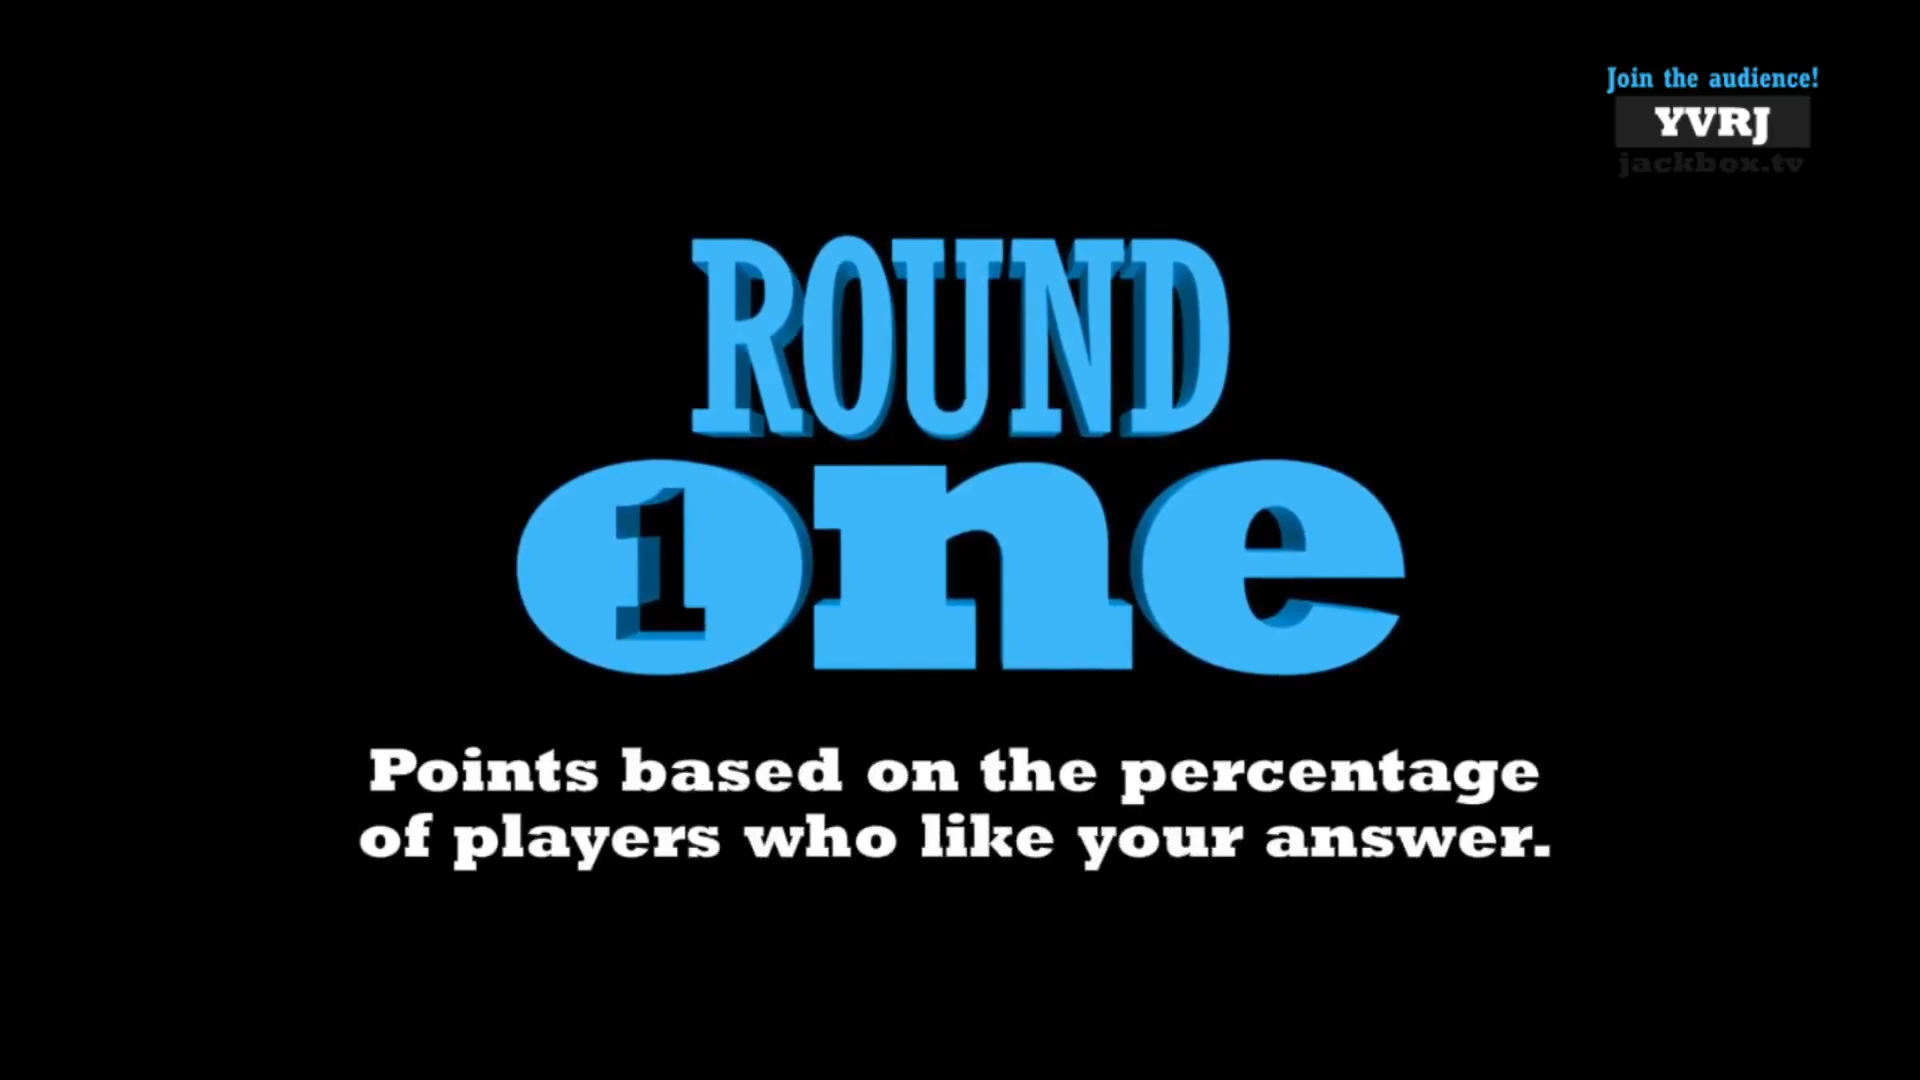 Join the audience!
YVRJ
jackbox.tv
ROUND
one
1
Points based on the percentage
of players who like your answer.